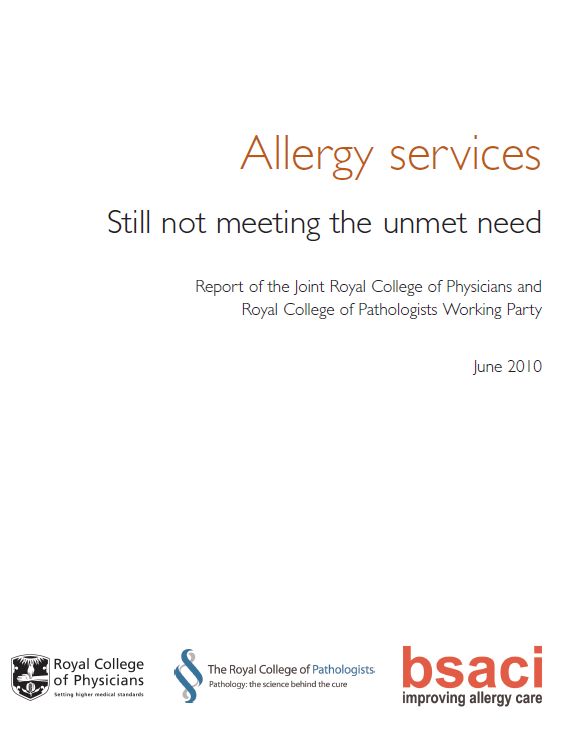 Allergy services
Still not meeting the unmet need
Report of the Joint Royal College of Physicians and
Royal College of Pathologists Working Party
June 2010
Royal College
of Physicians
Setting higher medical standards
The Royal College of Pathologists
Pathology: the science behind the cure
bsaci
improving allergy care